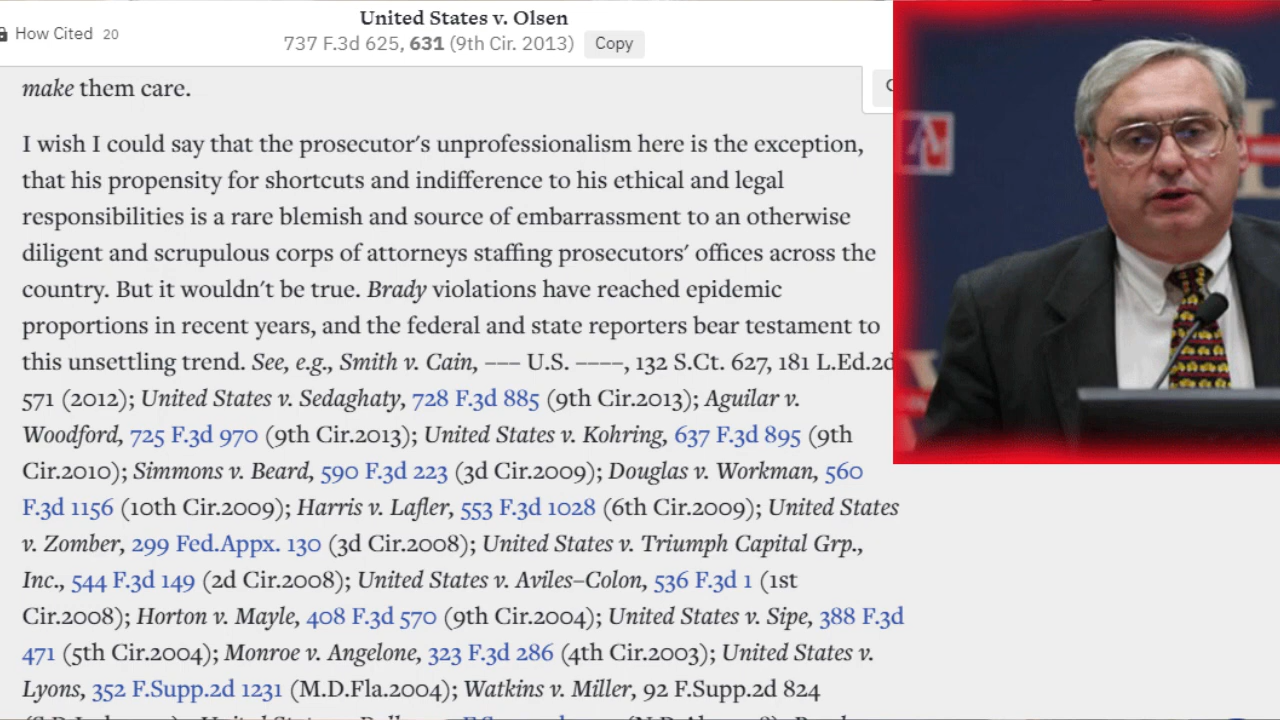 How Cited 20
United States v. Olsen
737 F.3d 625, 631 (9th Cir. 2013) Copy
make them care.
I wish I could say that the prosecutor's unprofessionalism here is the exception,
that his propensity for shortcuts and indifference to his ethical and legal
responsibilities is a rare blemish and source of embarrassment to an otherwise
diligent and scrupulous corps of attorneys staffing prosecutors' offices across the
country. But it wouldn't be true. Brady violations have reached epidemic
proportions in recent years, and the federal and state reporters bear testament to
this unsettling trend. See, e.g., Smith v. Cain, ––– U.S. ––––, 132 S.Ct. 627, 181 L.Ed.2d
571 (2012); United States v. Sedaghaty, 728 F.3d 885 (9th Cir.2013); Aguilar v.
Woodford, 725 F.3d 970 (9th Cir.2013); United States v. Kohring, 637 F.3d 895 (9th
Cir.2010); Simmons v. Beard, 590 F.3d 223 (3d Cir.2009); Douglas v. Workman, 560
F.3d 1156 (10th Cir.2009); Harris v. Lafler, 553 F.3d 1028 (6th Cir.2009); United States
v. Zomber, 299 Fed.Appx. 130 (3d Cir.2008); United States v. Triumph Capital Grp.,
Inc., 544 F.3d 149 (2d Cir.2008); United States v. Aviles–Colon, 536 F.3d 1 (1st
Cir.2008); Horton v. Mayle, 408 F.3d 570 (9th Cir.2004); United States v. Sipe, 388 F.3d
471 (5th Cir.2004); Monroe v. Angelone, 323 F.3d 286 (4th Cir.2003); United States v.
Lyons, 352 F.Supp.2d 1231 (M.D.Fla.2004); Watkins v. Miller, 92 F.Supp.2d 824